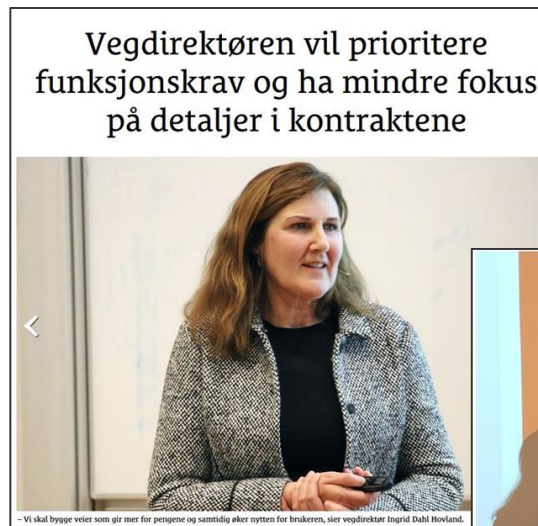 Vegdirektøren vil prioritere
funksjonskrav og ha mindre fokus
på detaljer i kontraktene
– Vi skal bygge veier som gir mer for pengene og samtidig øker nytten for brukeren, sier vegdirektør Ingrid Dahl Hovland.